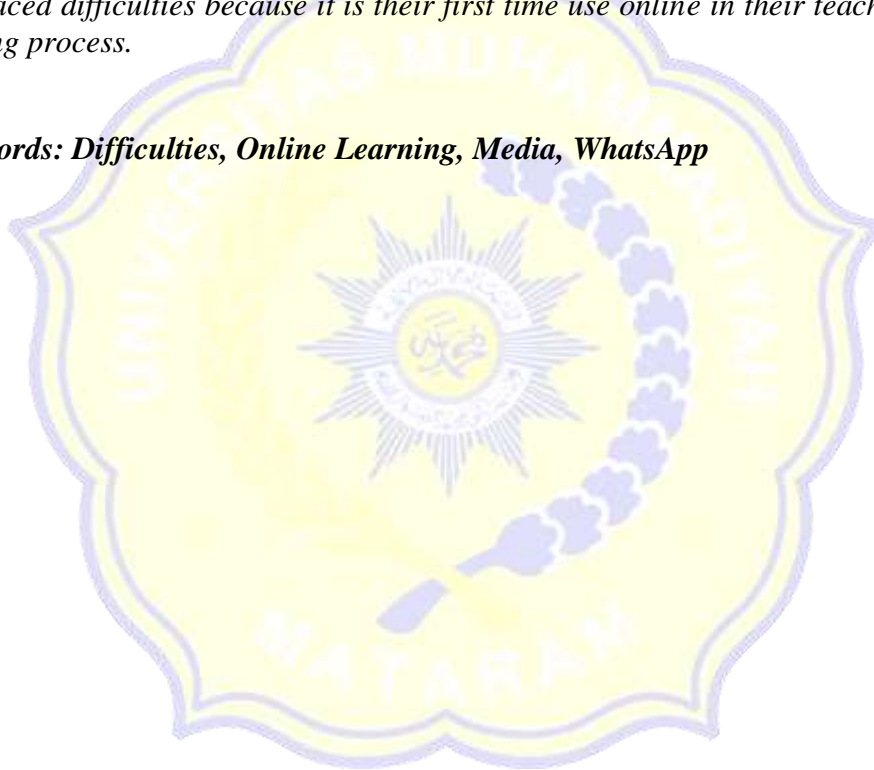 aced difficulties because it is their first time use online in their teach
ng process.
ords: Difficulties, Online Learning, Media, WhatsApp
UNIVERSITAS MUHAMMADIYAH
MATARAM